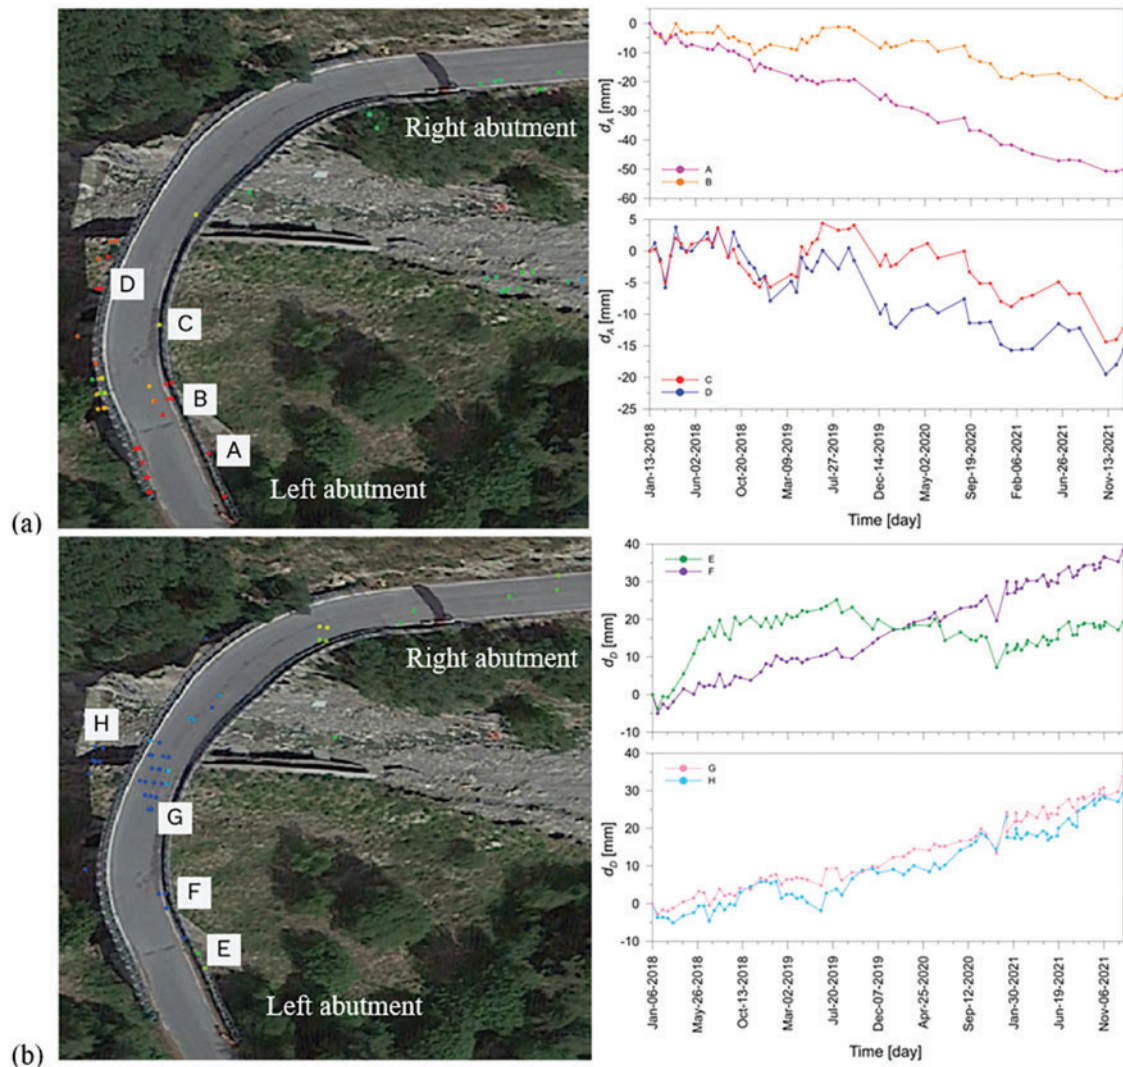 Right abutment
D
C
B
A
Left abutment
(a)
0
-10
-20
-30
-40
-50
-60
dA [mm]
A
B
5
0
-5
-10
-15
-20
-25
dA [mm]
C
D
Jan-13-2018
Jun-02-2018
Oct-20-2018
Mar-09-2019
Jul-27-2019
Dec-14-2019
May-02-2020
Sep-19-2020
Feb-06-2021
Jun-26-2021
Nov-13-2021
Time [day]
Right abutment
H
G
F
E
Left abutment
(b)
40
30
20
10
0
-10
dD [mm]
E
F
40
30
20
10
0
-10
dD [mm]
G
H
Jan-06-2018
May-26-2018
Oct-13-2018
Mar-02-2019
Jul-20-2019
Dec-07-2019
Apr-25-2020
Sep-12-2020
Jan-30-2021
Jun-19-2021
Nov-06-2021
Time [day]